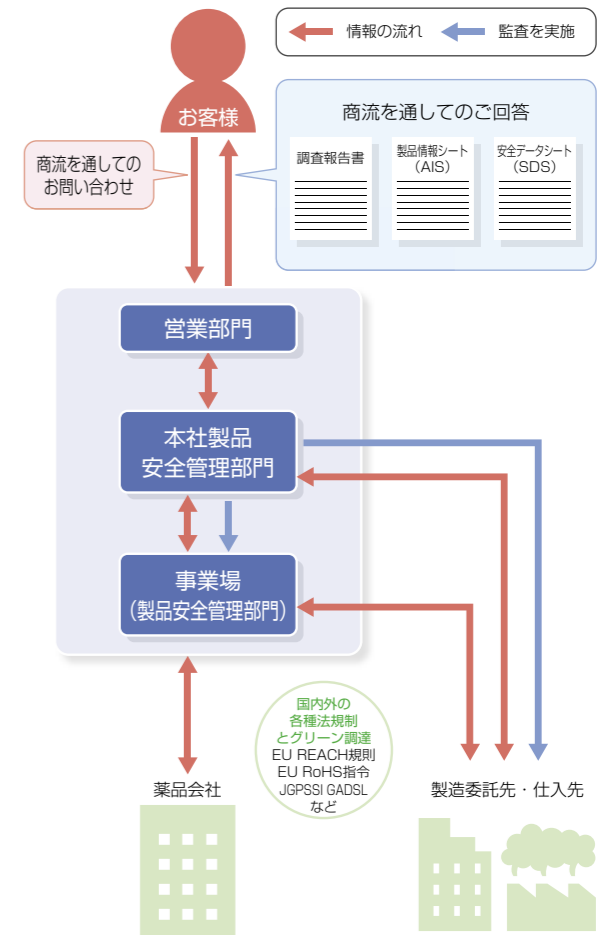 情報の流れ
監査を実施
お客様
商流を通しての
お問い合わせ
商流を通してのご回答
調査報告書
製品情報シート
（AIS）
安全データシート
（SDS）
営業部門
本社製品
安全管理部門
事業場
（製品安全管理部門）
国内外の
各種法規制
とグリーン調達
EU REACH規則
EU RoHS指令
JGPSSI GADSL
など
薬品会社
製造委託先・仕入先